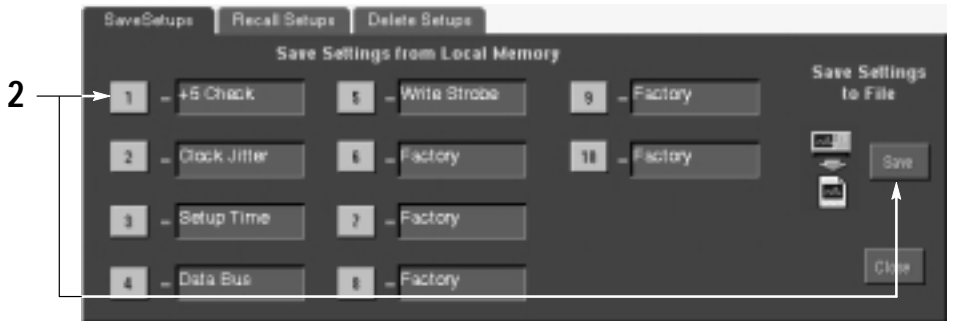 SaveSetups Recall Setups Delete Setups
Save Settings from Local Memory
Save Settings
to File
2
1 - +5 Check
5 - Write Strobe
9 - Factory
2 - Clock Jitter
6 - Factory
10 - Factory
Save
3 - Setup Time
7 - Factory
4 - Data Bus
8 - Factory
Close